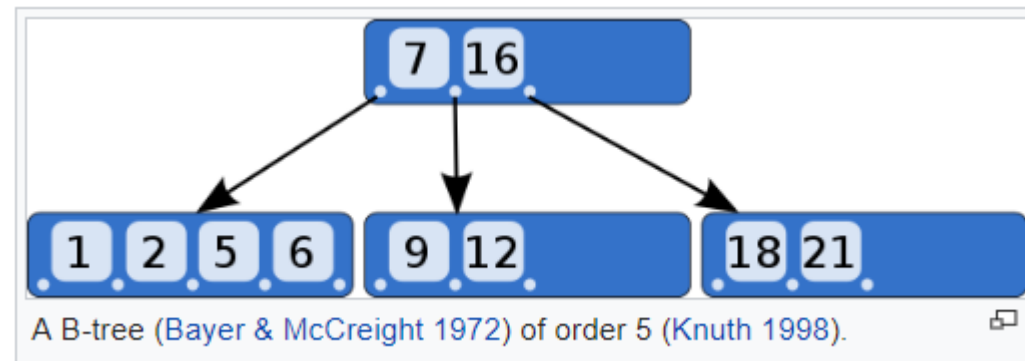 7 16
1 2 5 6 9 12 18 21
A B-tree (Bayer & McCreight 1972) of order 5 (Knuth 1998).